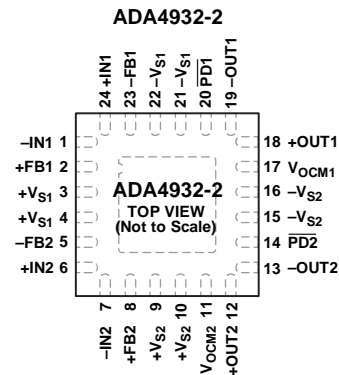 ADA4932-2
24 +IN1
23 –FB1
22 –VS1
21 –VS1
20 PD1
19 –OUT1
–IN1 1
+FB1 2
+VS1 3
+VS1 4
–FB2 5
+IN2 6
ADA4932-2
TOP VIEW
(Not to Scale)
18 +OUT1
17 VOCM1
16 –VS2
15 –VS2
14 PD2
13 –OUT2
–IN2 7
+FB2 8
+VS2 9
+VS2 10
VOCM2 11
+OUT2 12